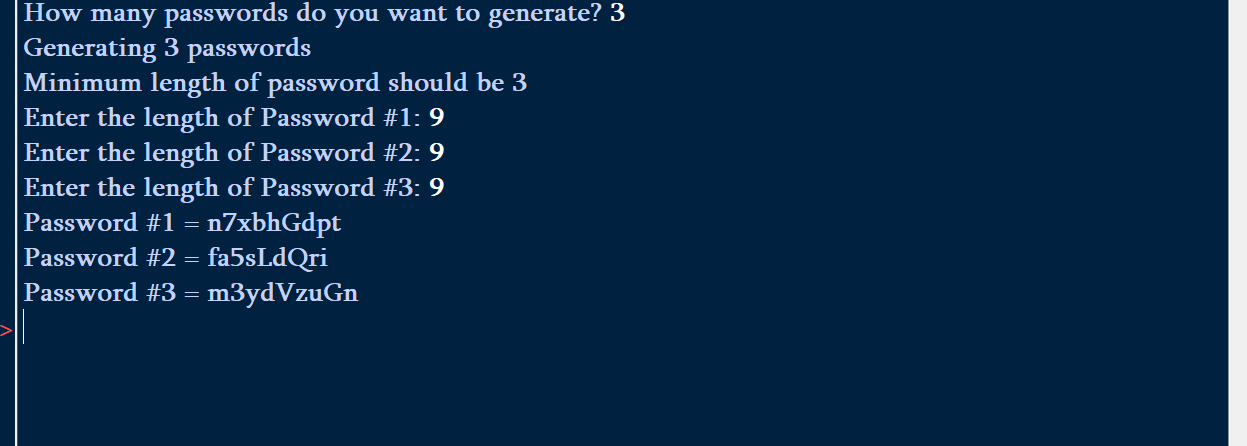 How many passwords do you want to generate? 3
Generating 3 passwords
Minimum length of password should be 3
Enter the length of Password #1: 9
Enter the length of Password #2: 9
Enter the length of Password #3: 9
Password #1 = n7xbhGdpt
Password #2 = fa5sLdQri
Password #3 = m3ydVzuGn
>